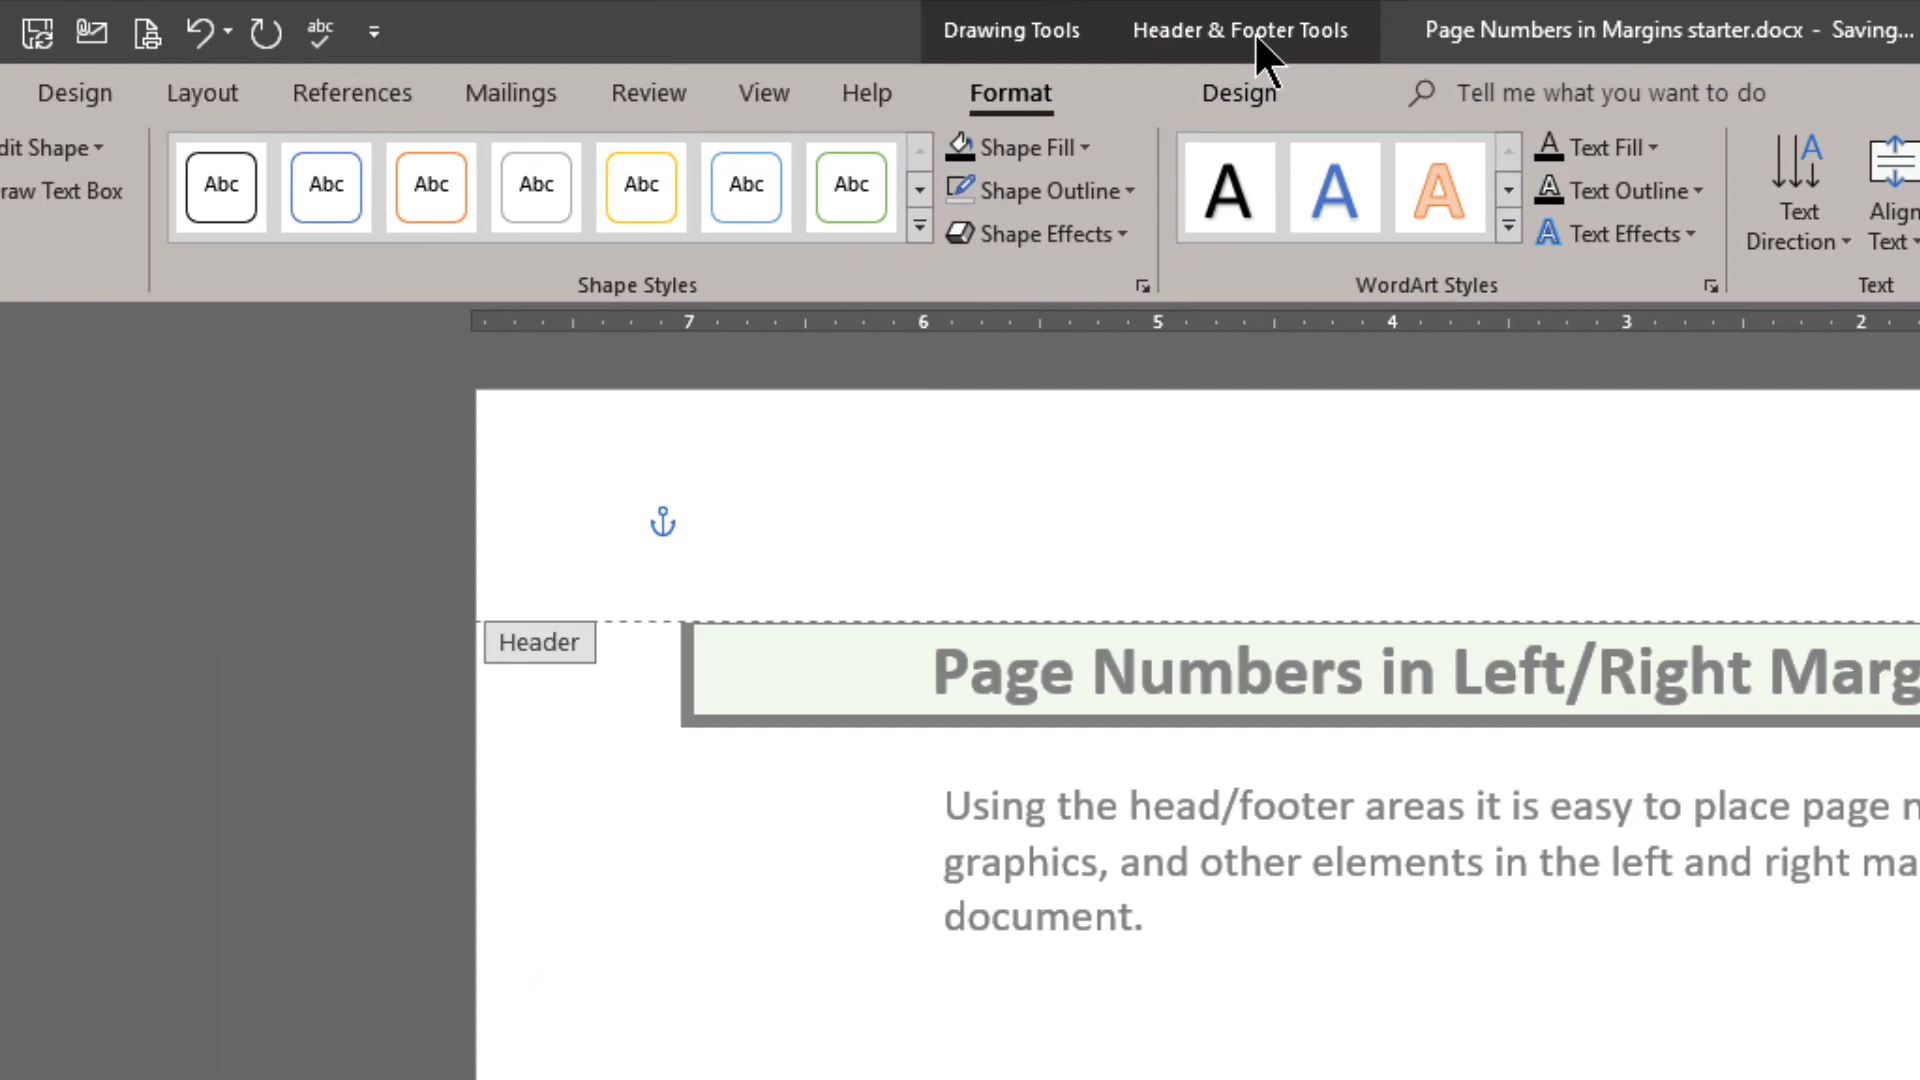 Drawing Tools Header & Footer Tools Page Numbers in Margins starter.docx - Saving...
abc
Design Layout References Mailings Review View Help Format Design Tell me what you want to do
dit Shape Abc Abc Abc Abc Abc Abc Abc Shape Fill A A A Text Fill Text Direction Align Text
raw Text Box Shape Outline Text Outline
Shape Effects Text Effects
Shape Styles WordArt Styles Text
7 6 5 4 3 2
Header
Page Numbers in Left/Right Marg
Using the head/footer areas it is easy to place page n
graphics, and other elements in the left and right ma
document.